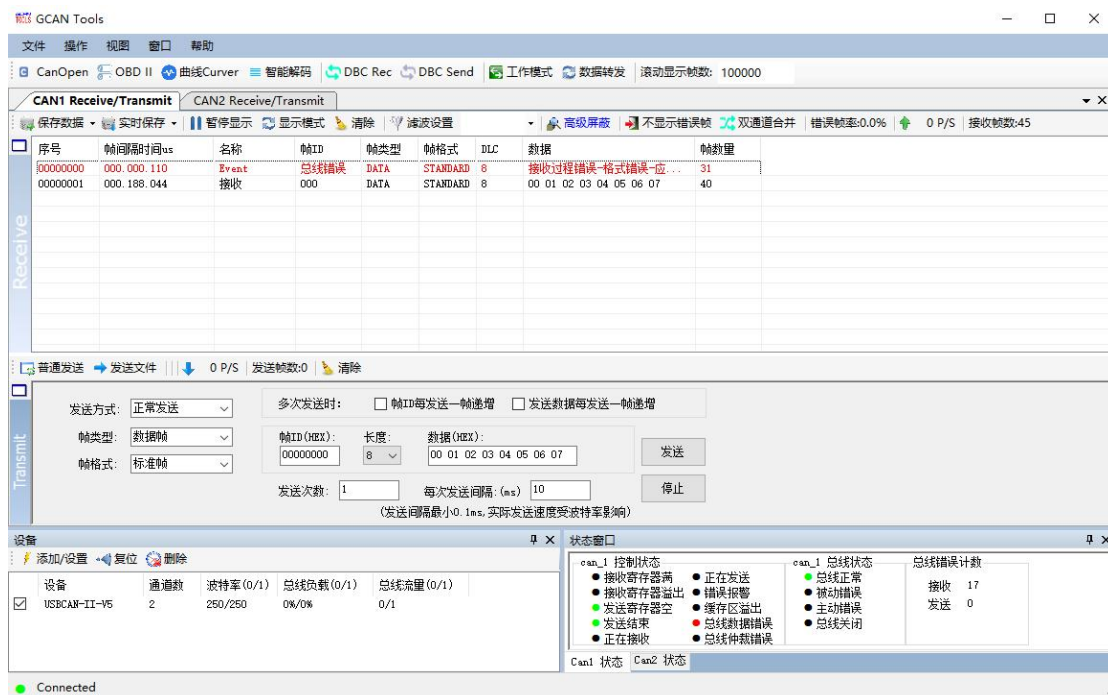 GCAN Tools
文件 操作 视图 窗口 帮助
CanOpen OBD II 曲线Curver 智能解码 DBC Rec DBC Send 工作模式 数据转发 滚动显示帧数: 100000
CAN1 Receive/Transmit CAN2 Receive/Transmit
保存数据 实时保存 暂停显示 显示模式 清除 滤波设置 高级屏蔽 不显示错误帧 双通道合并 错误帧率:0.0% 0 P/S 接收帧数:45
序号 帧间隔时间us 名称 帧ID 帧类型 帧格式 DLC 数据 帧数量
00000000 000.000.110 Event 总线错误 DATA STANDARD 8 接收过程错误-格式错误-应... 31
00000001 000.188.044 接收 000 DATA STANDARD 8 00 01 02 03 04 05 06 07 40
Receive
普通发送 发送文件 0 P/S 发送帧数:0 清除
Transmit
发送方式: 正常发送 多次发送时: 帧ID每发送一帧递增 发送数据每发送一帧递增
帧类型: 数据帧 帧ID(HEX): 长度: 数据(HEX):
00000000 8 00 01 02 03 04 05 06 07 发送
帧格式: 标准帧
发送次数: 1 每次发送间隔:(ms) 10 停止
(发送间隔最小0.1ms,实际发送速度受波特率影响)
设备
添加/设置 复位 删除
设备 通道数 波特率(0/1) 总线负载(0/1) 总线流量(0/1)
USBCAN-II-V5 2 250/250 0%/0% 0/1
状态窗口
can_1 控制状态 can_1 总线状态 总线错误计数
接收寄存器满 正在发送 总线正常 接收 17
接收寄存器溢出 错误报警 被动错误
发送寄存器空 缓存区溢出 主动错误 发送 0
发送结束 总线数据错误 总线关闭
正在接收 总线仲裁错误
Can1 状态 Can2 状态
Connected